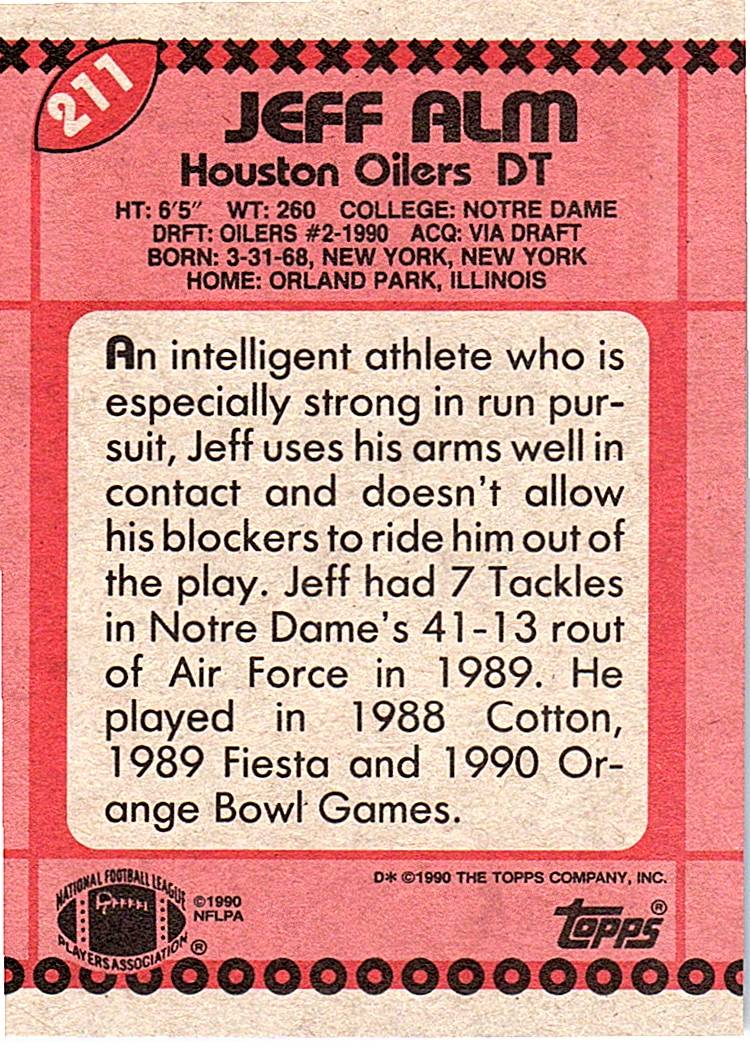 211
JEFF ALM
Houston Oilers DT
HT: 6'5" WT: 260 COLLEGE: NOTRE DAME
DRFT: OILERS #2-1990 ACQ: VIA DRAFT
BORN: 3-31-68, NEW YORK, NEW YORK
HOME: ORLAND PARK, ILLINOIS
An intelligent athlete who is
especially strong in run pur-
suit, Jeff uses his arms well in
contact and doesn't allow
his blockers to ride him out of
the play. Jeff had 7 Tackles
in Notre Dame's 41-13 rout
of Air Force in 1989. He
played in 1988 Cotton,
1989 Fiesta and 1990 Or-
ange Bowl Games.
D* ©1990 THE TOPPS COMPANY, INC.
NATIONAL FOOTBALL LEAGUE
PLAYERS ASSOCIATION ®
©1990
NFLPA
Topps ®